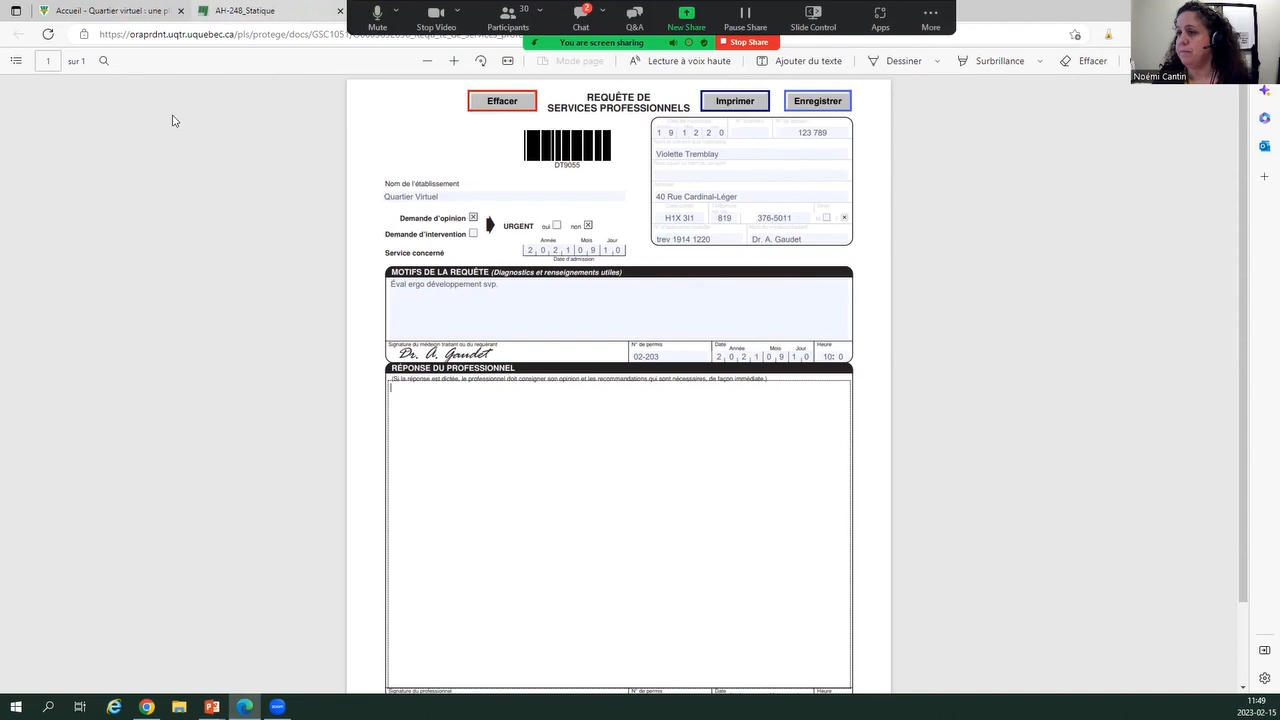 Accueil – Quartier virtuel : une pl
AH-248_Statique
Mute
Stop Video
Participants
30
Chat
2
Q&A
New Share
Pause Share
Slide Control
Apps
More
You are screen sharing
Stop Share
1 sur 1
Mode page
Lecture à voix haute
Ajouter du texte
Dessiner
Surbrillance
Effacer
Noémi Cantin
Effacer
REQUÊTE DE
SERVICES PROFESSIONNELS
Imprimer
Enregistrer
DT9055
1 9 1 2 2 0
123 789
Violette Tremblay
40 Rue Cardinal-Léger
H1X 3I1 819 376-5011
trev 1914 1220
Dr. A. Gaudet
Nom de l'établissement
Quartier Virtuel
Demande d'opinion
URGENT oui non
Demande d'intervention
Année Mois Jour
2 0 2 1 0 9 1 0
Date d'admission
Service concerné
MOTIFS DE LA REQUÊTE (Diagnostics et renseignements utiles)
Éval ergo développement svp.
Signature du médecin traitant ou du requérant
Dr. A. Gaudet
N° de permis
02-203
Date
Année Mois Jour
2 0 2 1 0 9 1 0
Heure
10: 0
RÉPONSE DU PROFESSIONNEL
(Si la réponse est dictée, le professionnel doit consigner son opinion et les recommandations qui sont nécessaires, de façon immédiate.)
Signature du professionnel
N° de permis
Date
Année Mois Jour
Heure
zoom
11:49
2023-02-15